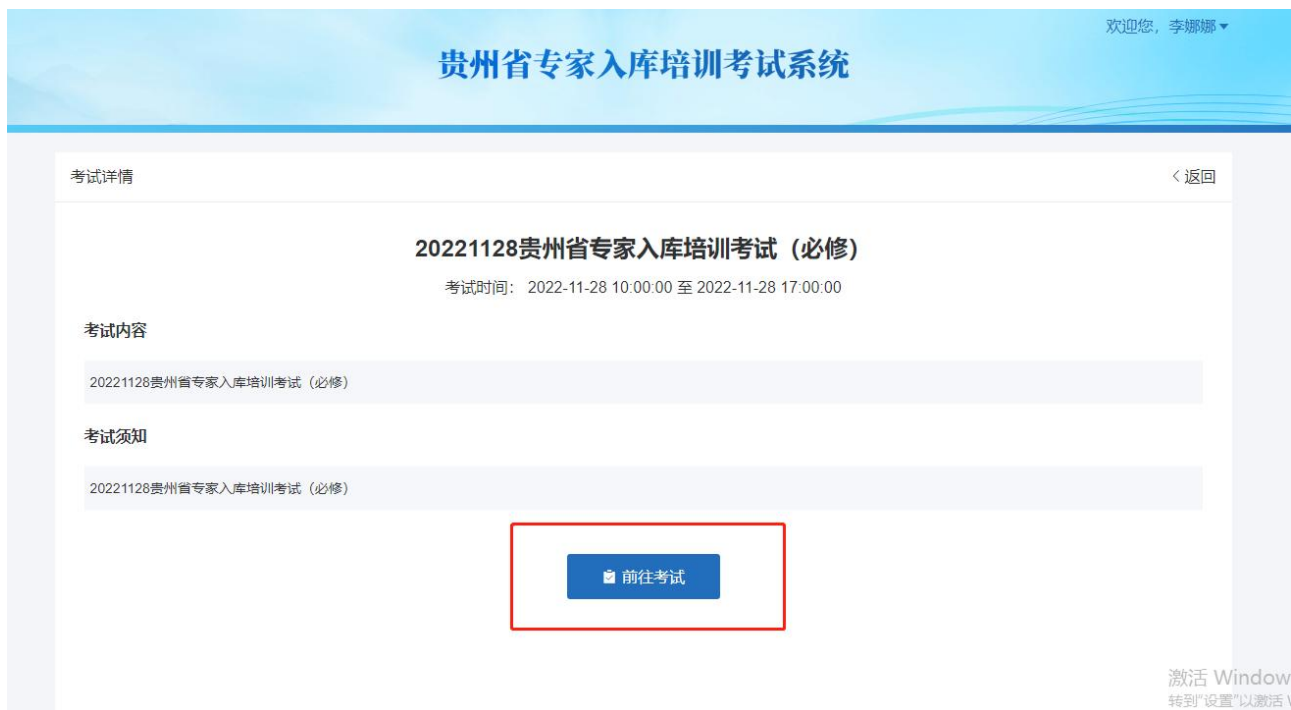 欢迎您，李娜娜
贵州省专家入库培训考试系统
考试详情
返回
20221128贵州省专家入库培训考试（必修）
考试时间： 2022-11-28 10:00:00 至 2022-11-28 17:00:00
考试内容
20221128贵州省专家入库培训考试（必修）
考试须知
20221128贵州省专家入库培训考试（必修）
前往考试
激活 Window
转到"设置"以激活